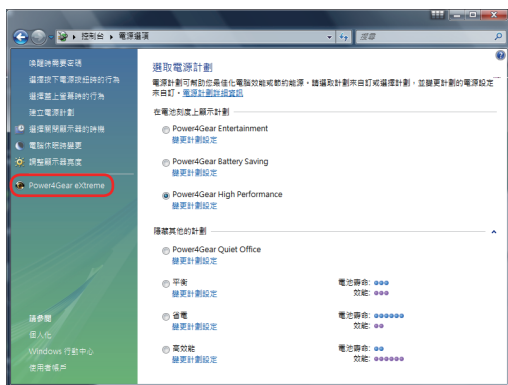 控制台 ▸ 電源選項
搜尋
喚醒時需要密碼
選擇按下電源按鈕時的行為
選擇蓋上螢幕時的行為
建立電源計劃
選擇關閉顯示器的時機
電腦休眠時變更
調整顯示器亮度
Power4Gear eXtreme
請參閱
個人化
Windows 行動中心
使用者帳戶
選取電源計劃
電源計劃可幫助您最佳化電腦效能或節約能源。請選取計劃來自訂或選擇計劃，並變更計劃的電源設定
來自訂。電源計劃詳細資訊
在電池刻度上顯示計劃
Power4Gear Entertainment
變更計劃設定
Power4Gear Battery Saving
變更計劃設定
Power4Gear High Performance
變更計劃設定
隱藏其他的計劃
Power4Gear Quiet Office
變更計劃設定
平衡 電池壽命:
變更計劃設定 效能:
省電 電池壽命:
變更計劃設定 效能:
高效能 電池壽命:
變更計劃設定 效能: